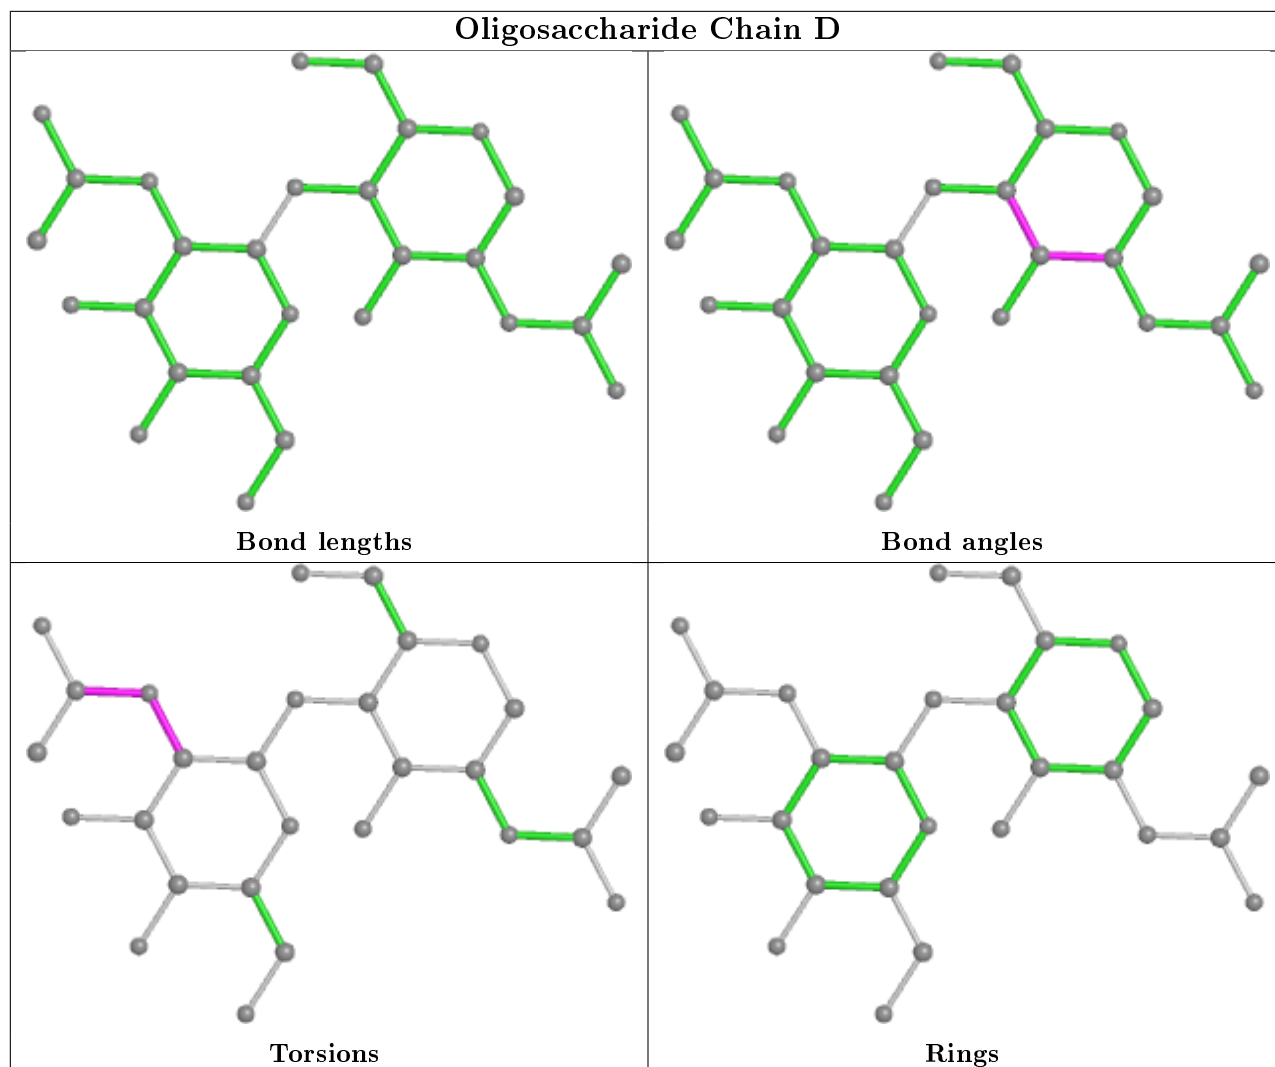 Oligosaccharide Chain D
Bond lengths
Bond angles
Torsions
Rings